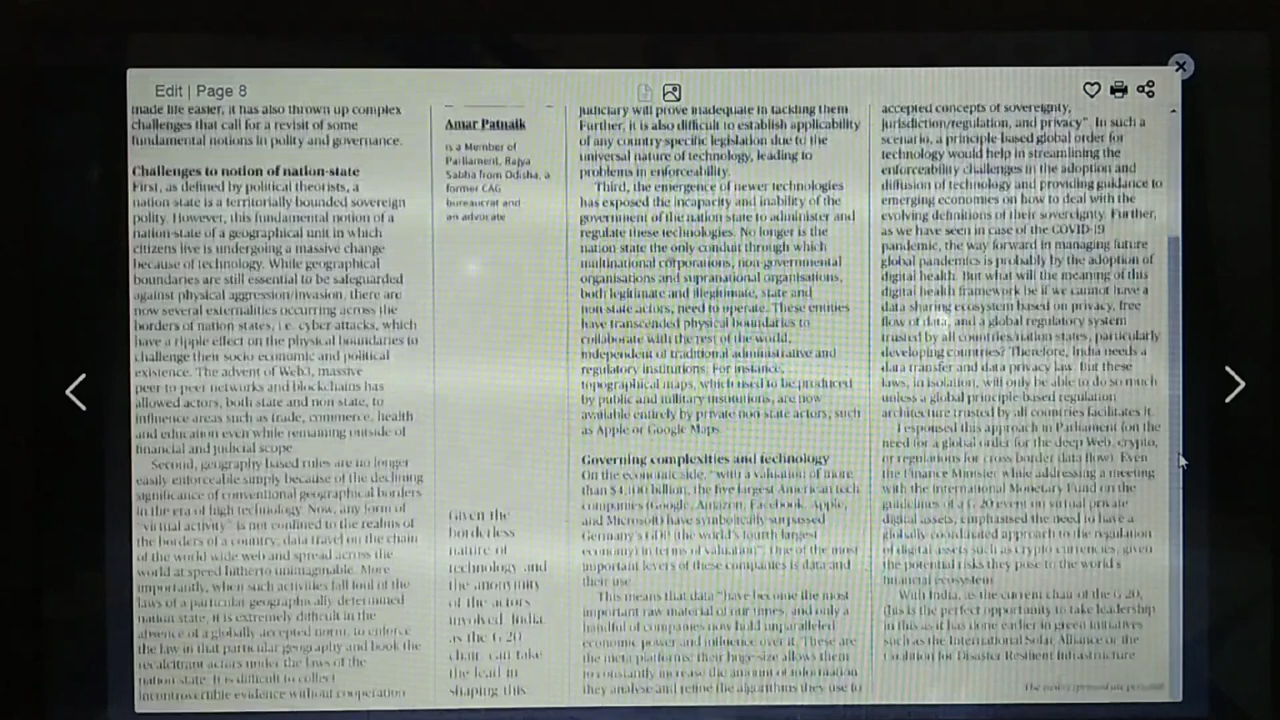 Edit | Page 8
made life easier, it has also thrown up complex
challenges that call for a revisit of some
fundamental notions in polity and governance.
Challenges to notion of nation-state
First, as defined by political theorists, a
nation state is a territorially bounded sovereign
polity. However, this fundamental notion of a
nation-state of a geographical unit in which
citizens live is undergoing a massive change
because of technology. While geographical
boundaries are still essential to be safeguarded
against physical aggression/invasion, there are
now several externalities occurring across the
borders of nation states, i.e. cyber attacks, which
have a ripple effect on the physical boundaries to
challenge their socio economic and political
existence. The advent of Web3, massive
peer to peer networks and blockchains has
allowed actors, both state and non state, to
influence areas such as trade, commerce, health
and education even while remaining outside of
financial and judicial scope.
Second, geography based rules are no longer
easily enforceable simply because of the declining
significance of conventional geographical borders
in the era of high technology. Now, any form of
"virtual activity" is not confined to the realms of
the borders of a country; data travel on the chain
of the world wide web and spread across the
world at speed hitherto unimaginable. More
importantly, when such activities fall foul of the
laws of a particular geographically determined
nation state, it is extremely difficult in the
absence of a globally accepted norm, to enforce
the law in that particular geography and book the
recalcitrant actors under the laws of the
nation state. It is difficult to collect
incontrovertible evidence without cooperation
Amar Patnaik
is a Member of
Parliament, Rajya
Sabha from Odisha, a
former CAG
bureaucrat and
an advocate
Given the
borderless
nature of
technology and
the anonymity
of the actors
involved, India,
as the G-20
chair, can take
the lead in
shaping this
judiciary will prove inadequate in tackling them.
Further, it is also difficult to establish applicability
of any country-specific legislation due to the
universal nature of technology, leading to
problems in enforceability.
Third, the emergence of newer technologies
has exposed the incapacity and inability of the
government of the nation state to administer and
regulate these technologies. No longer is the
nation state the only conduit through which
multinational corporations, non-governmental
organisations and supranational organisations,
both legitimate and illegitimate, state and
non state actors, need to operate. These entities
have transcended physical boundaries to
collaborate with the rest of the world,
independent of traditional administrative and
regulatory institutions. For instance,
topographical maps, which used to be produced
by public and military institutions, are now
available entirely by private non state actors, such
as Apple or Google Maps.
Governing complexities and technology
On the economic side, "with a valuation of more
than $4,100 billion, the five largest American tech
companies (Google, Amazon, Facebook, Apple,
and Microsoft) have symbolically surpassed
Germany's GDP (the world's fourth largest
economy) in terms of valuation". One of the most
important levers of these companies is data and
their use.
This means that data "have become the most
important raw material of our times, and only a
handful of companies now hold unparalleled
economic power and influence over it. These are
the meta platforms: their huge size allows them
to constantly increase the amount of information
they analyse and refine the algorithms they use to
accepted concepts of sovereignty,
jurisdiction/regulation, and privacy". In such a
scenario, a principle-based global order for
technology would help in streamlining the
enforceability challenges in the adoption and
diffusion of technology and providing guidance to
emerging economies on how to deal with the
evolving definitions of their sovereignty. Further,
as we have seen in case of the COVID-19
pandemic, the way forward in managing future
global pandemics is probably by the adoption of
digital health. But what will the meaning of this
digital health framework be if we cannot have a
data sharing ecosystem based on privacy, free
flow of data, and a global regulatory system
trusted by all countries/nation states, particularly
developing countries? Therefore, India needs a
data transfer and data privacy law. But these
laws, in isolation, will only be able to do so much
unless a global principle-based regulation
architecture trusted by all countries facilitates it.
I espoused this approach in Parliament (on the
need for a global order for the deep Web, crypto,
or regulations for cross border data flow). Even
the Finance Minister while addressing a meeting
with the International Monetary Fund on the
guidelines of a G 20 event on virtual private
digital assets, emphasised the need to have a
globally coordinated approach to the regulation
of digital assets such as crypto currencies, given
the potential risks they pose to the world's
financial ecosystem.
With India, as the current chair of the G 20,
this is the perfect opportunity to take leadership
in this as it has done earlier in green initiatives
such as the International Solar Alliance or the
Coalition for Disaster Resilient Infrastructure
The views expressed are personal